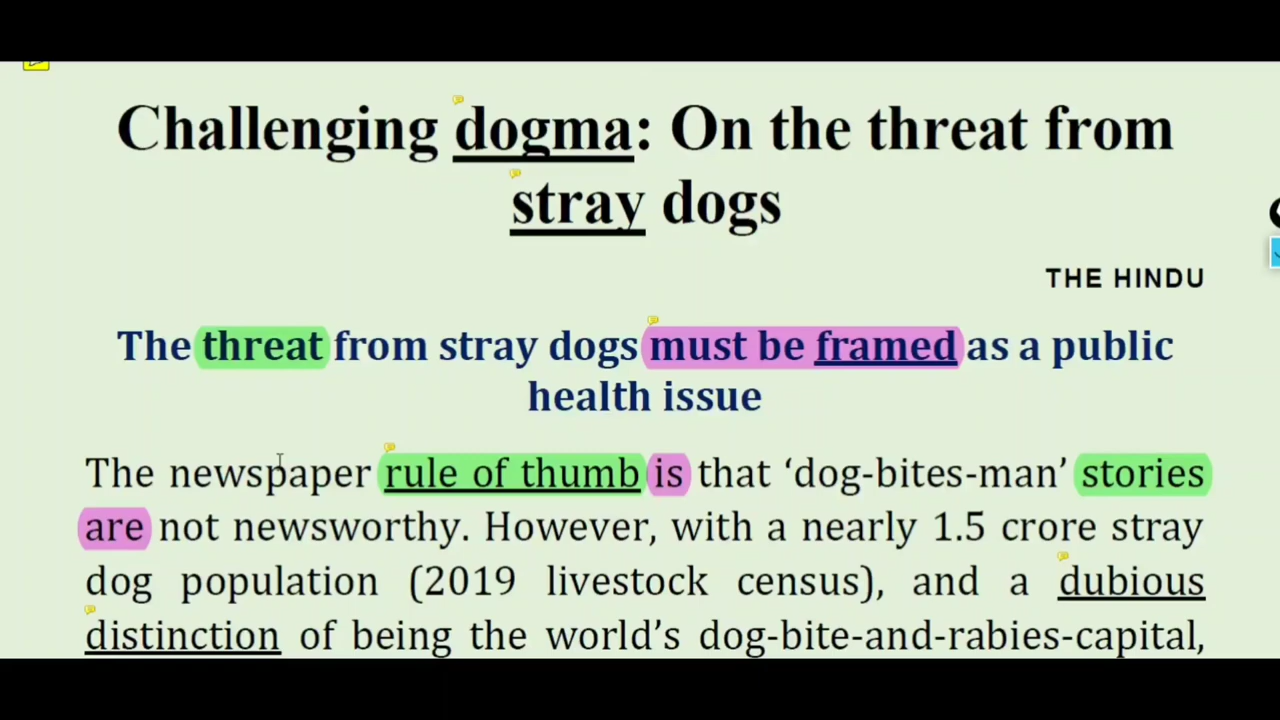 Challenging dogma: On the threat from
stray dogs
THE HINDU
The threat from stray dogs must be framed as a public
health issue
The newspaper rule of thumb is that ‘dog-bites-man’ stories
are not newsworthy. However, with a nearly 1.5 crore stray
dog population (2019 livestock census), and a dubious
distinction of being the world’s dog-bite-and-rabies-capital,